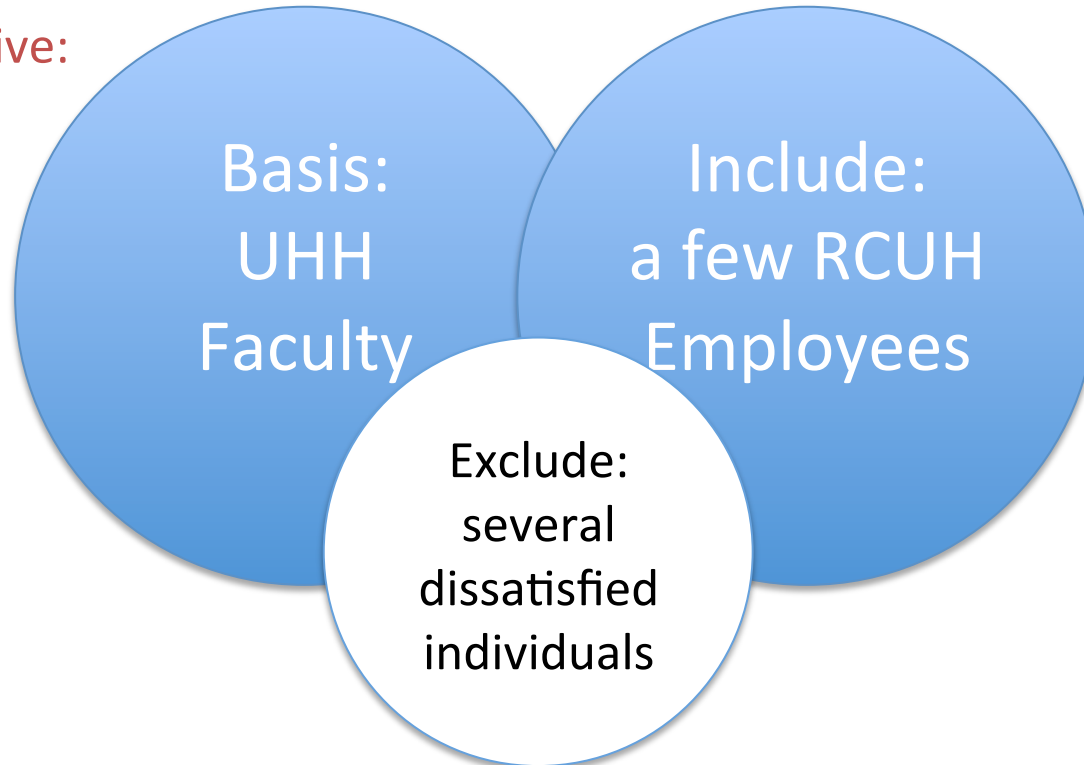 ive:
Basis:
UHH
Faculty
Include:
a few RCUH
Employees
Exclude:
several
dissatisfied
individuals